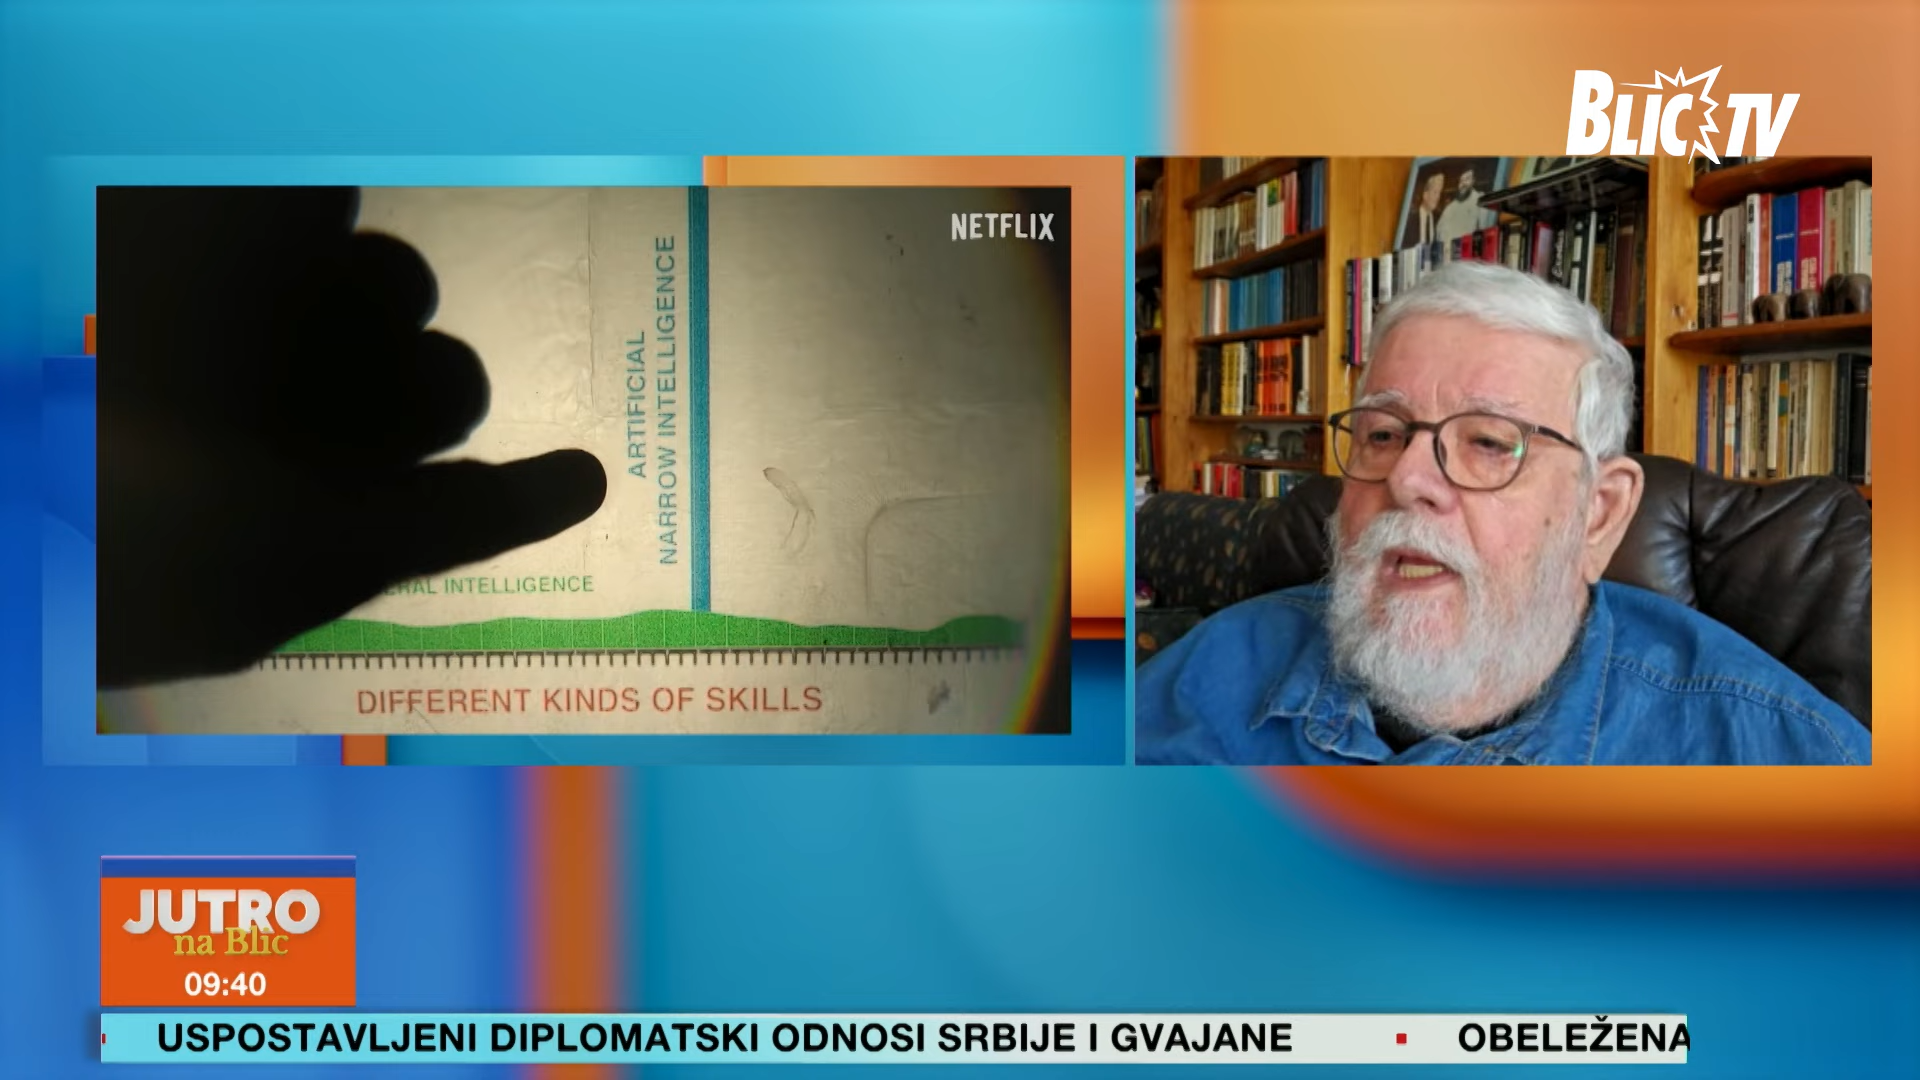 BLIC TV
NETFLIX
ARTIFICIAL
NARROW INTELLIGENCE
ERAL INTELLIGENCE
DIFFERENT KINDS OF SKILLS
JUTRO
na Blic
09:40
USPOSTAVLJENI DIPLOMATSKI ODNOSI SRBIJE I GVAJANE
OBELEŽENA